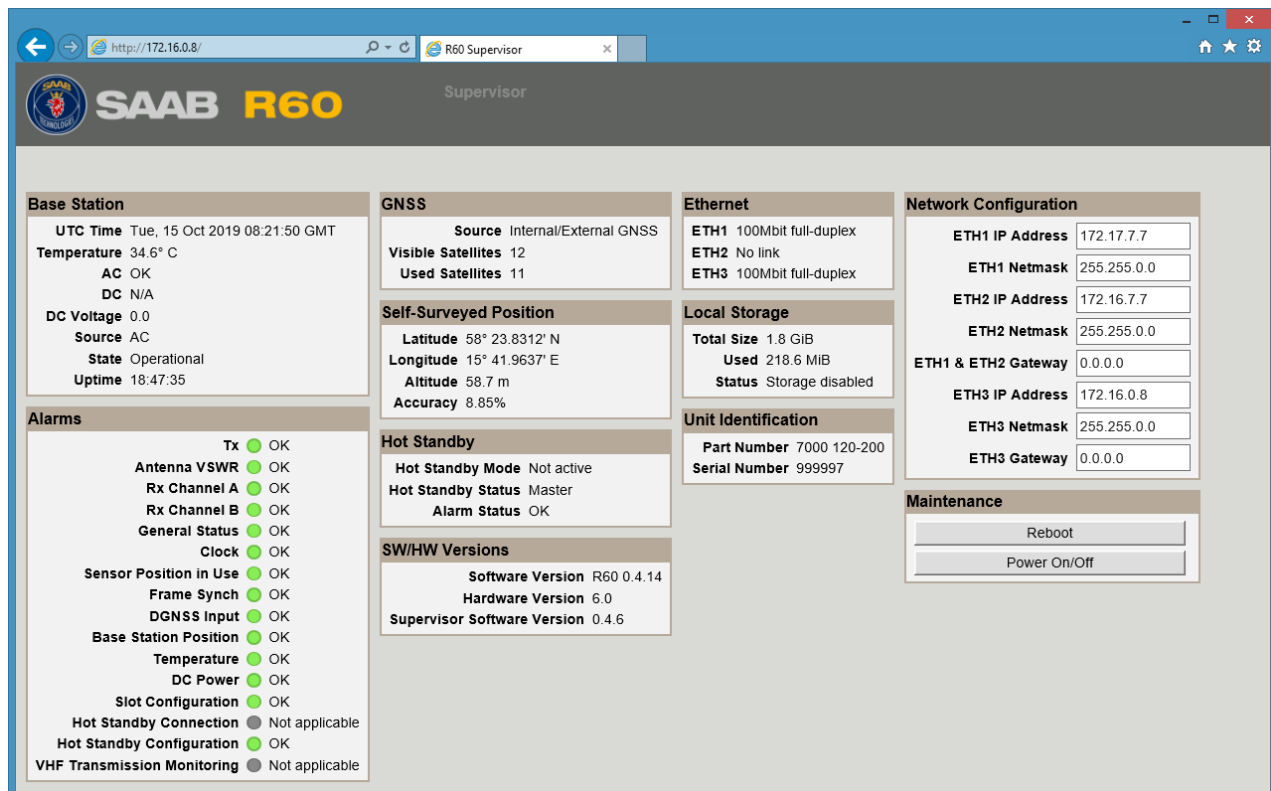 http://172.16.0.8/
R60 Supervisor
SAAB
SAAB R60
Supervisor
Base Station
UTC Time Tue, 15 Oct 2019 08:21:50 GMT
Temperature 34.6° C
AC OK
DC N/A
DC Voltage 0.0
Source AC
State Operational
Uptime 18:47:35
Alarms
Tx OK
Antenna VSWR OK
Rx Channel A OK
Rx Channel B OK
General Status OK
Clock OK
Sensor Position in Use OK
Frame Synch OK
DGNSS Input OK
Base Station Position OK
Temperature OK
DC Power OK
Slot Configuration OK
Hot Standby Connection Not applicable
Hot Standby Configuration OK
VHF Transmission Monitoring Not applicable
GNSS
Source Internal/External GNSS
Visible Satellites 12
Used Satellites 11
Self-Surveyed Position
Latitude 58° 23.8312' N
Longitude 15° 41.9637' E
Altitude 58.7 m
Accuracy 8.85%
Hot Standby
Hot Standby Mode Not active
Hot Standby Status Master
Alarm Status OK
SW/HW Versions
Software Version R60 0.4.14
Hardware Version 6.0
Supervisor Software Version 0.4.6
Ethernet
ETH1 100Mbit full-duplex
ETH2 No link
ETH3 100Mbit full-duplex
Local Storage
Total Size 1.8 GiB
Used 218.6 MiB
Status Storage disabled
Unit Identification
Part Number 7000 120-200
Serial Number 999997
Network Configuration
ETH1 IP Address 172.17.7.7
ETH1 Netmask 255.255.0.0
ETH2 IP Address 172.16.7.7
ETH2 Netmask 255.255.0.0
ETH1 & ETH2 Gateway 0.0.0.0
ETH3 IP Address 172.16.0.8
ETH3 Netmask 255.255.0.0
ETH3 Gateway 0.0.0.0
Maintenance
Reboot
Power On/Off